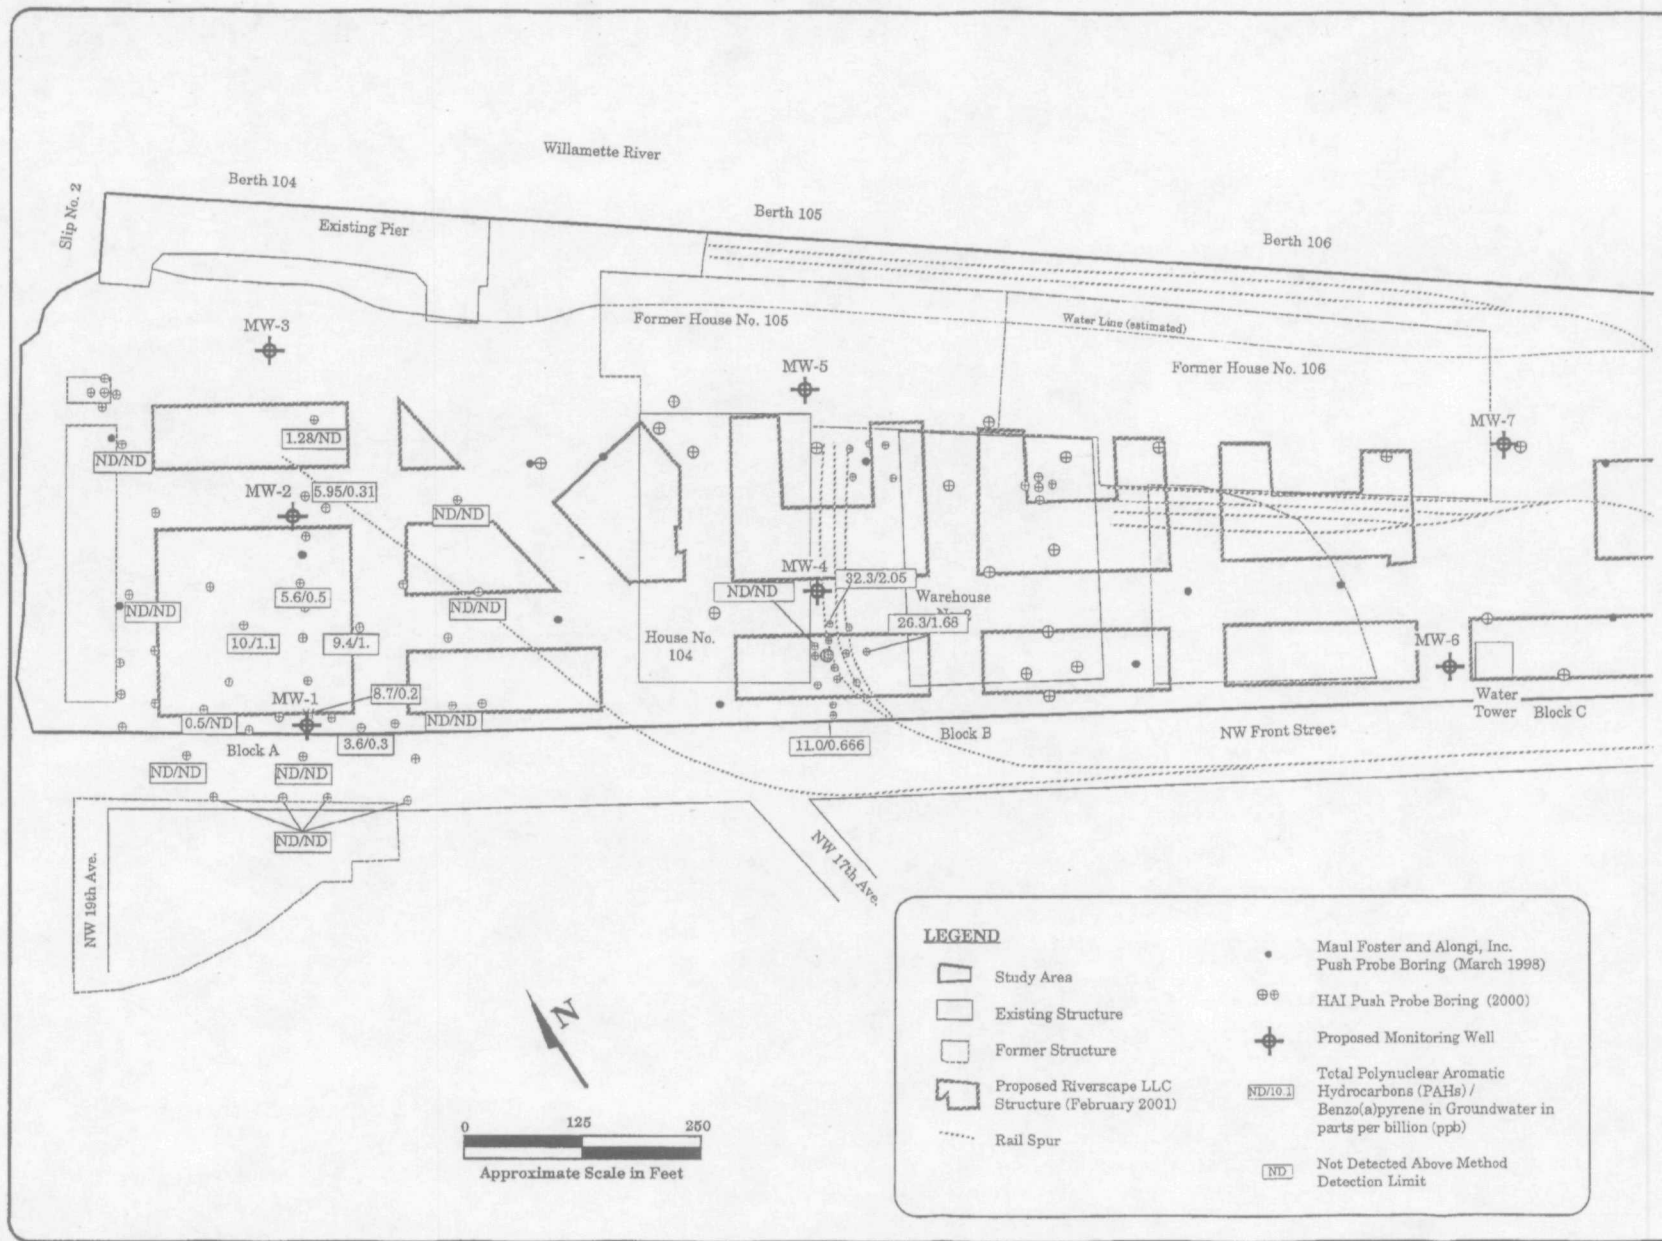 Willamette River
Berth 104
Slip No. 2
Existing Pier
Berth 105
Berth 106
MW-3
Former House No. 105
Water Line (estimated)
MW-5
Former House No. 106
MW-7
1.28/ND
ND/ND
MW-2
5.95/0.31
ND/ND
MW-4
32.3/2.05
ND/ND
Warehouse
26.3/1.68
5.6/0.5
ND/ND
ND/ND
10./1.1
9.4/1.
House No.
104
MW-6
MW-1
8.7/0.2
0.5/ND
ND/ND
Water
Tower
Block C
Block A
3.6/0.3
11.0/0.666
Block B
NW Front Street
ND/ND
ND/ND
ND/ND
NW 17th Ave.
NW 19th Ave.
N
0 125 250
Approximate Scale in Feet
LEGEND
Study Area
Existing Structure
Former Structure
Proposed Riverscape LLC
Structure (February 2001)
Rail Spur
Maul Foster and Alongi, Inc.
Push Probe Boring (March 1998)
HAI Push Probe Boring (2000)
Proposed Monitoring Well
ND/10.1
Total Polynuclear Aromatic
Hydrocarbons (PAHs) /
Benzo(a)pyrene in Groundwater in
parts per billion (ppb)
ND
Not Detected Above Method
Detection Limit